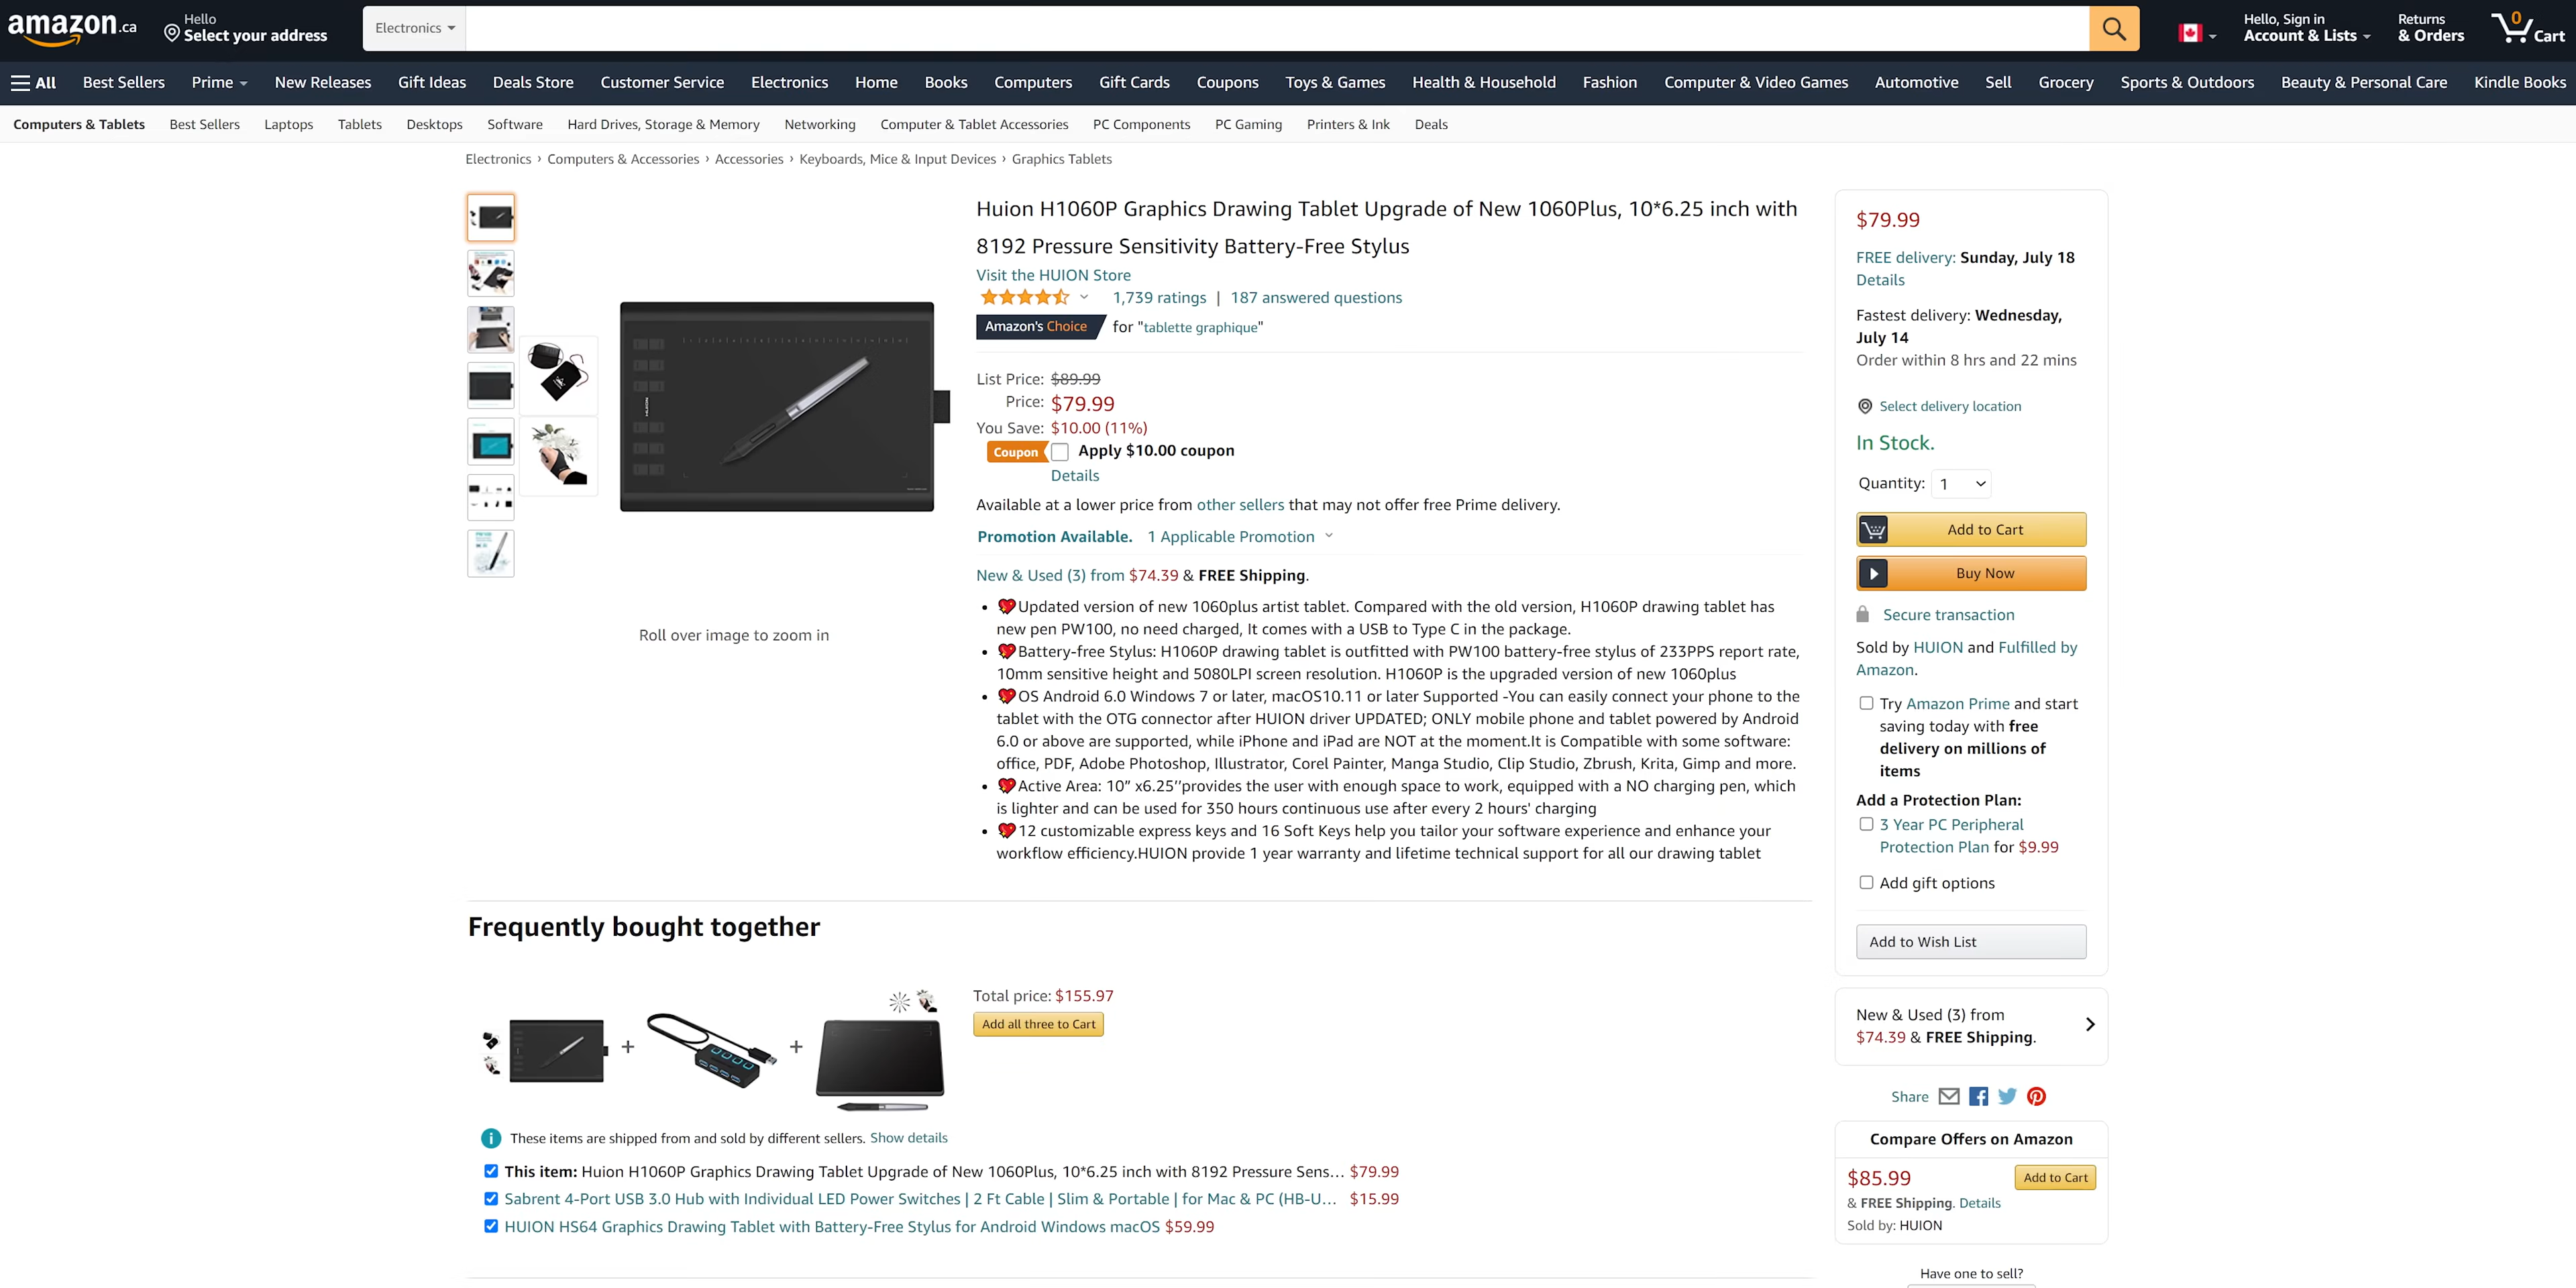 amazon.ca
Hello
Select your address
Electronics
Hello, Sign in
Account & Lists
Returns
& Orders
0
Cart
All
Best Sellers
Prime
New Releases
Gift Ideas
Deals Store
Customer Service
Electronics
Home
Books
Computers
Gift Cards
Coupons
Toys & Games
Health & Household
Fashion
Computer & Video Games
Automotive
Sell
Grocery
Sports & Outdoors
Beauty & Personal Care
Kindle Books
Computers & Tablets
Best Sellers
Laptops
Tablets
Desktops
Software
Hard Drives, Storage & Memory
Networking
Computer & Tablet Accessories
PC Components
PC Gaming
Printers & Ink
Deals
Electronics › Computers & Accessories › Accessories › Keyboards, Mice & Input Devices › Graphics Tablets
Roll over image to zoom in
Huion H1060P Graphics Drawing Tablet Upgrade of New 1060Plus, 10*6.25 inch with
8192 Pressure Sensitivity Battery-Free Stylus
Visit the HUION Store
1,739 ratings | 187 answered questions
Amazon's Choice for "tablette graphique"
List Price: $89.99
Price: $79.99
You Save: $10.00 (11%)
Coupon Apply $10.00 coupon
Details
Available at a lower price from other sellers that may not offer free Prime delivery.
Promotion Available. 1 Applicable Promotion
New & Used (3) from $74.39 & FREE Shipping.
• 💖Updated version of new 1060plus artist tablet. Compared with the old version, H1060P drawing tablet has
new pen PW100, no need charged, It comes with a USB to Type C in the package.
• 💖Battery-free Stylus: H1060P drawing tablet is outfitted with PW100 battery-free stylus of 233PPS report rate,
10mm sensitive height and 5080LPI screen resolution. H1060P is the upgraded version of new 1060plus
• 💖OS Android 6.0 Windows 7 or later, macOS10.11 or later Supported -You can easily connect your phone to the
tablet with the OTG connector after HUION driver UPDATED; ONLY mobile phone and tablet powered by Android
6.0 or above are supported, while iPhone and iPad are NOT at the moment.It is Compatible with some software:
office, PDF, Adobe Photoshop, Illustrator, Corel Painter, Manga Studio, Clip Studio, Zbrush, Krita, Gimp and more.
• 💖Active Area: 10” x6.25’’provides the user with enough space to work, equipped with a NO charging pen, which
is lighter and can be used for 350 hours continuous use after every 2 hours' charging
• 💖12 customizable express keys and 16 Soft Keys help you tailor your software experience and enhance your
workflow efficiency.HUION provide 1 year warranty and lifetime technical support for all our drawing tablet
$79.99
FREE delivery: Sunday, July 18
Details
Fastest delivery: Wednesday,
July 14
Order within 8 hrs and 22 mins
Select delivery location
In Stock.
Quantity: 1
Add to Cart
Buy Now
Secure transaction
Sold by HUION and Fulfilled by
Amazon.
Try Amazon Prime and start
saving today with free
delivery on millions of
items
Add a Protection Plan:
3 Year PC Peripheral
Protection Plan for $9.99
Add gift options
Add to Wish List
New & Used (3) from
$74.39 & FREE Shipping.
Share
Compare Offers on Amazon
$85.99
Add to Cart
& FREE Shipping. Details
Sold by: HUION
Have one to sell?
Frequently bought together
+
+
Total price: $155.97
Add all three to Cart
These items are shipped from and sold by different sellers. Show details
This item: Huion H1060P Graphics Drawing Tablet Upgrade of New 1060Plus, 10*6.25 inch with 8192 Pressure Sens… $79.99
Sabrent 4-Port USB 3.0 Hub with Individual LED Power Switches | 2 Ft Cable | Slim & Portable | for Mac & PC (HB-U… $15.99
HUION HS64 Graphics Drawing Tablet with Battery-Free Stylus for Android Windows macOS $59.99